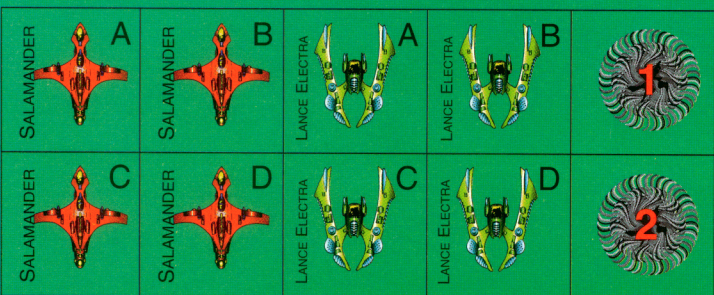 SALAMANDER A
SALAMANDER B
LANCE ELECTRA A
LANCE ELECTRA B
1
SALAMANDER C
SALAMANDER D
LANCE ELECTRA C
LANCE ELECTRA D
2